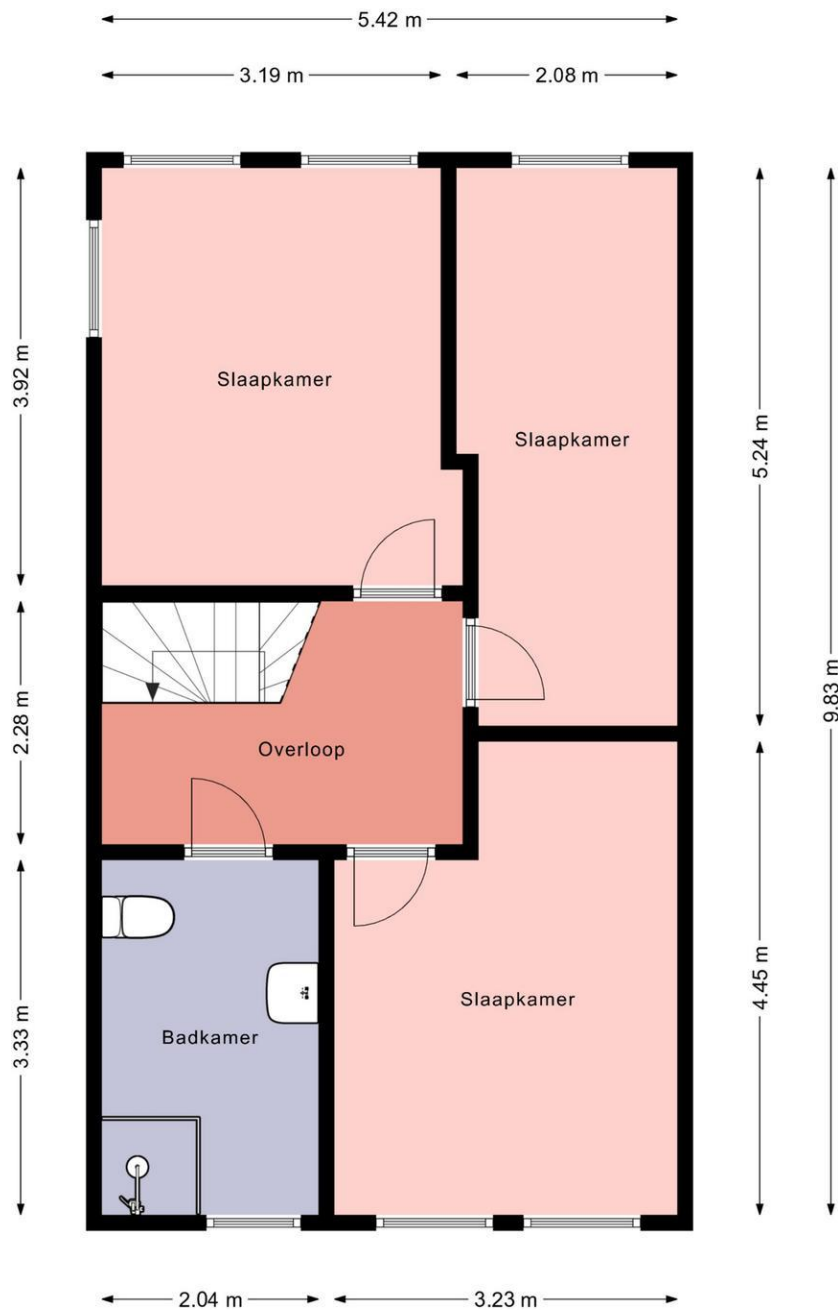 5.42 m
3.19 m
2.08 m
Slaapkamer
3.92 m
Slaapkamer
5.24 m
9.83 m
2.28 m
Overloop
Slaapkamer
4.45 m
Badkamer
3.33 m
2.04 m
3.23 m